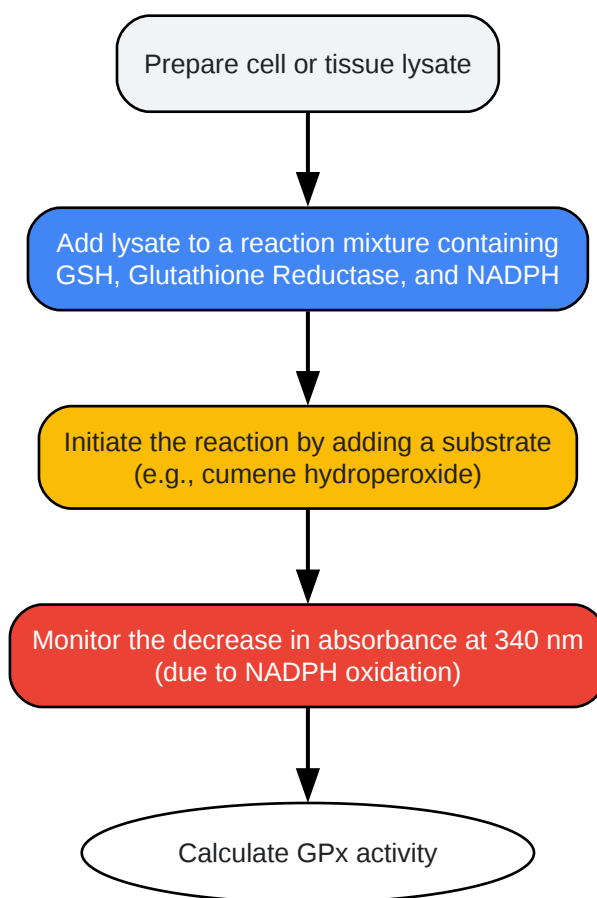 Prepare cell or tissue lysate
Add lysate to a reaction mixture containing
GSH, Glutathione Reductase, and NADPH
Initiate the reaction by adding a substrate
(e.g., cumene hydroperoxide)
Monitor the decrease in absorbance at 340 nm
(due to NADPH oxidation)
Calculate GPx activity